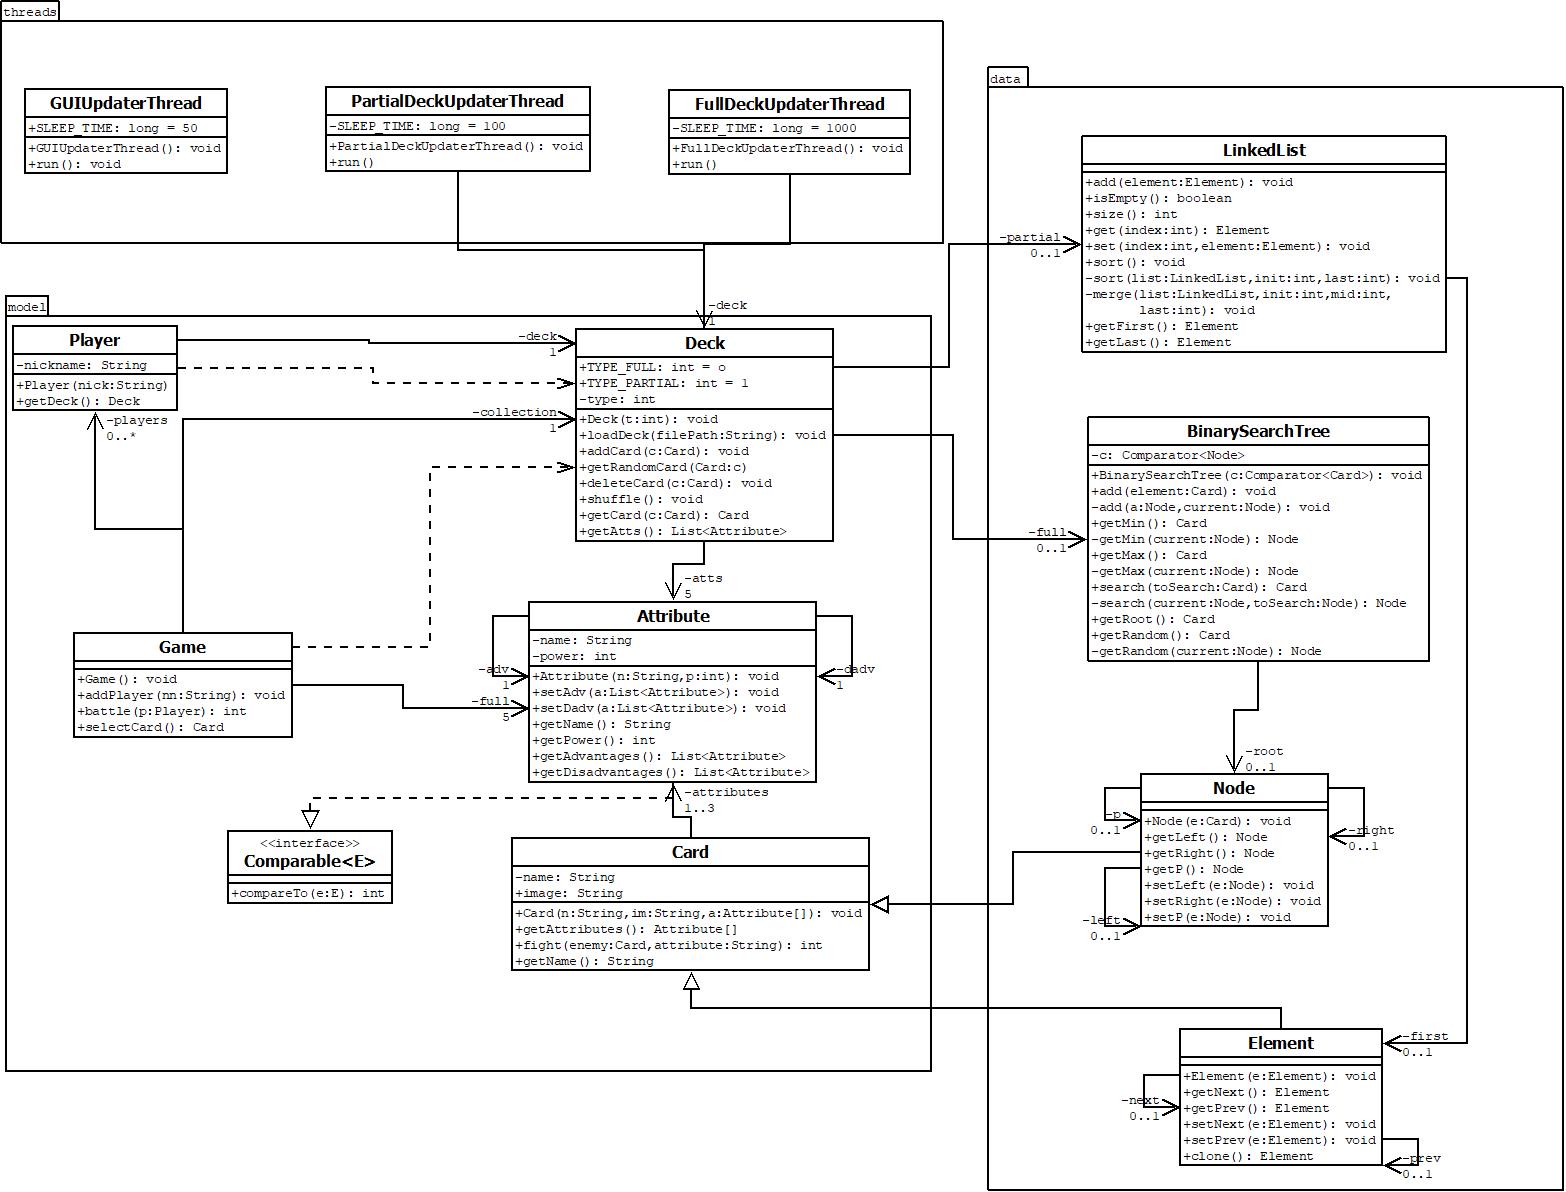 threads
GUIUpdaterThread
+SLEEP_TIME: long = 50
+GUIUpdaterThread(): void
+run(): void
PartialDeckUpdaterThread
-SLEEP_TIME: long = 100
+PartialDeckUpdaterThread(): void
+run()
FullDeckUpdaterThread
-SLEEP_TIME: long = 1000
+FullDeckUpdaterThread(): void
+run()
-deck
1
model
Player
-nickname: String
+Player(nick:String)
+getDeck(): Deck
-players
0..*
-deck
1
-collection
1
Deck
+TYPE_FULL: int = o
+TYPE_PARTIAL: int = 1
-type: int
+Deck(t:int): void
+loadDeck(filePath:String): void
+addCard(c:Card): void
+getRandomCard(Card:c)
+deleteCard(c:Card): void
+shuffle(): void
+getCard(c:Card): Card
+getAtts(): List<Attribute>
-atts
5
Game
+Game(): void
+addPlayer(nn:String): void
+battle(p:Player): int
+selectCard(): Card
-adv
1
-full
5
Attribute
-name: String
-power: int
+Attribute(n:String,p:int): void
+setAdv(a:List<Attribute>): void
+setDadv(a:List<Attribute>): void
+getName(): String
+getPower(): int
+getAdvantages(): List<Attribute>
+getDisadvantages(): List<Attribute>
-dadv
1
-attributes
1..3
<<interface>>
Comparable<E>
+compareTo(e:E): int
Card
-name: String
+image: String
+Card(n:String,im:String,a:Attribute[]): void
+getAttributes(): Attribute[]
+fight(enemy:Card,attribute:String): int
+getName(): String
data
-partial
0..1
LinkedList
+add(element:Element): void
+isEmpty(): boolean
+size(): int
+get(index:int): Element
+set(index:int,element:Element): void
+sort(): void
-sort(list:LinkedList,init:int,last:int): void
-merge(list:LinkedList,init:int,mid:int,
last:int): void
+getFirst(): Element
+getLast(): Element
-full
0..1
BinarySearchTree
-c: Comparator<Node>
+BinarySearchTree(c:Comparator<Card>): void
+add(element:Card): void
-add(a:Node,current:Node): void
+getMin(): Card
-getMin(current:Node): Node
+getMax(): Card
-getMax(current:Node): Node
+search(toSearch:Card): Card
-search(current:Node,toSearch:Node): Node
+getRoot(): Card
+getRandom(): Card
-getRandom(current:Node): Node
-root
0..1
Node
+Node(e:Card): void
+getLeft(): Node
+getRight(): Node
+getP(): Node
+setLeft(e:Node): void
+setRight(e:Node): void
+setP(e:Node): void
-p
0..1
-right
0..1
-left
0..1
-first
0..1
Element
+Element(e:Element): void
+getNext(): Element
+getPrev(): Element
+setNext(e:Element): void
+setPrev(e:Element): void
+clone(): Element
-next
0..1
-prev
0..1